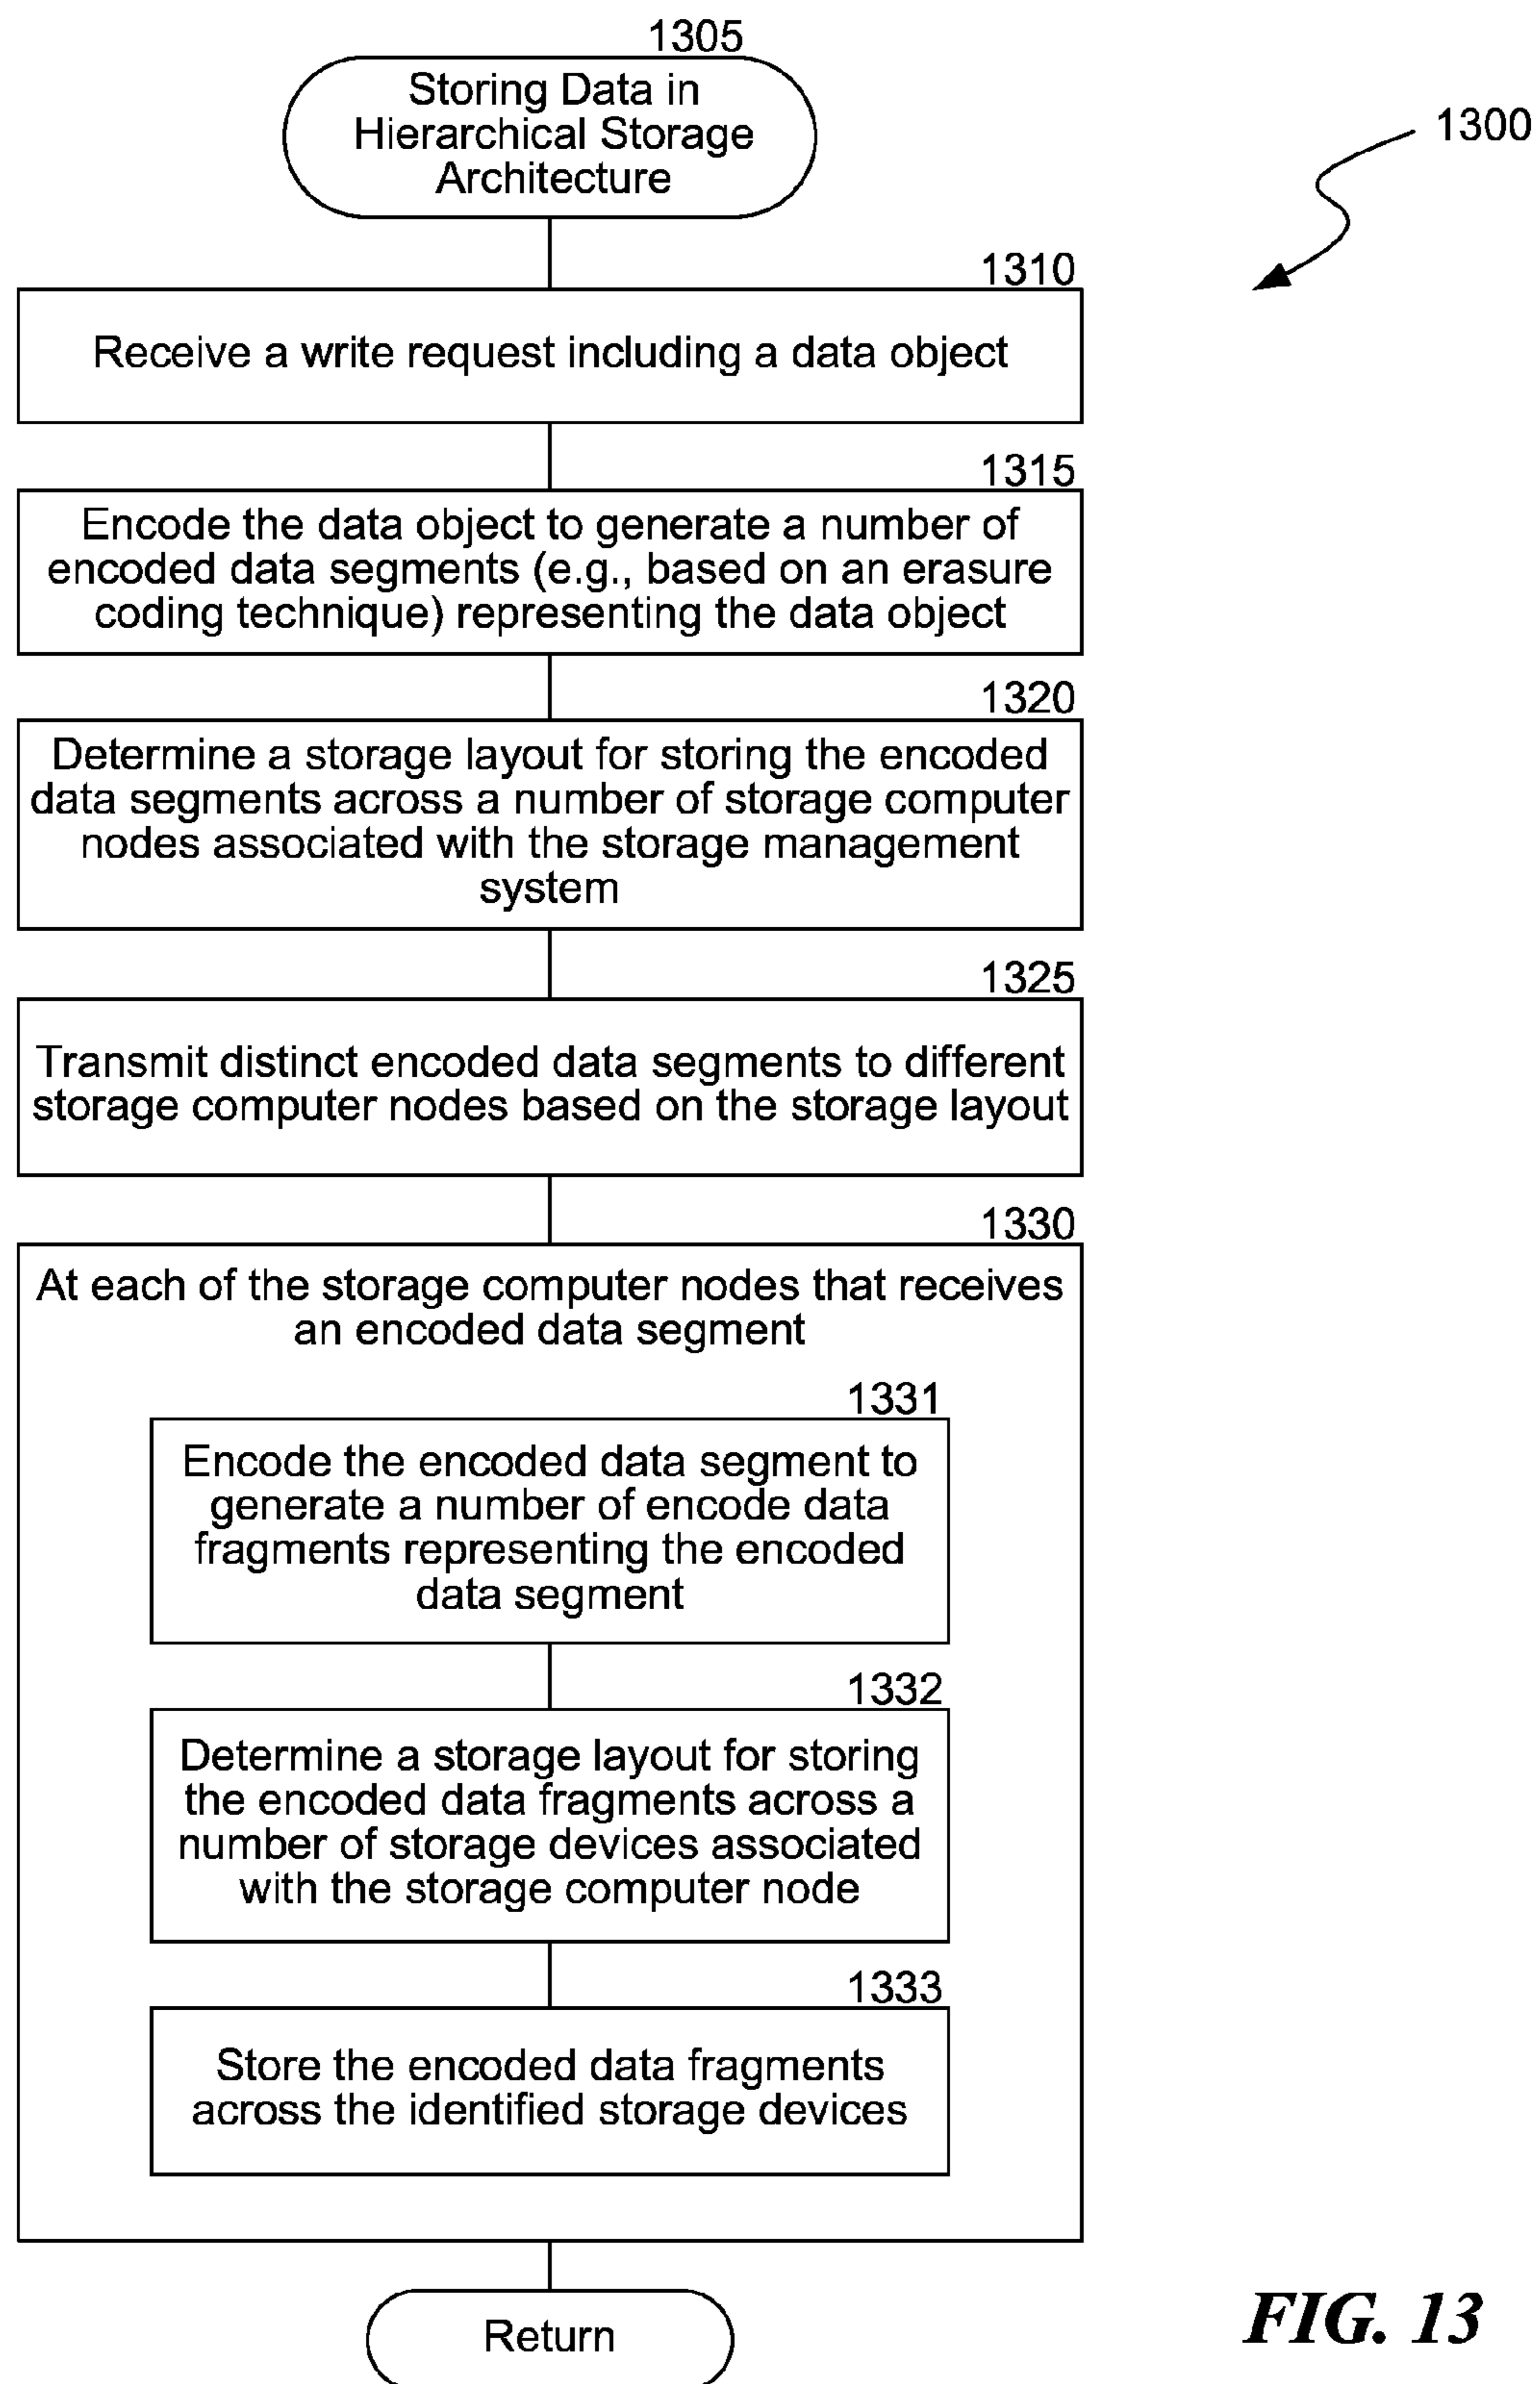 1305
Storing Data in
Hierarchical Storage
Architecture
1300
1310
Receive a write request including a data object
1315
Encode the data object to generate a number of
encoded data segments (e.g., based on an erasure
coding technique) representing the data object
1320
Determine a storage layout for storing the encoded
data segments across a number of storage computer
nodes associated with the storage management
system
1325
Transmit distinct encoded data segments to different
storage computer nodes based on the storage layout
1330
At each of the storage computer nodes that receives
an encoded data segment
1331
Encode the encoded data segment to
generate a number of encode data
fragments representing the encoded
data segment
1332
Determine a storage layout for storing
the encoded data fragments across a
number of storage devices associated
with the storage computer node
1333
Store the encoded data fragments
across the identified storage devices
Return
FIG. 13